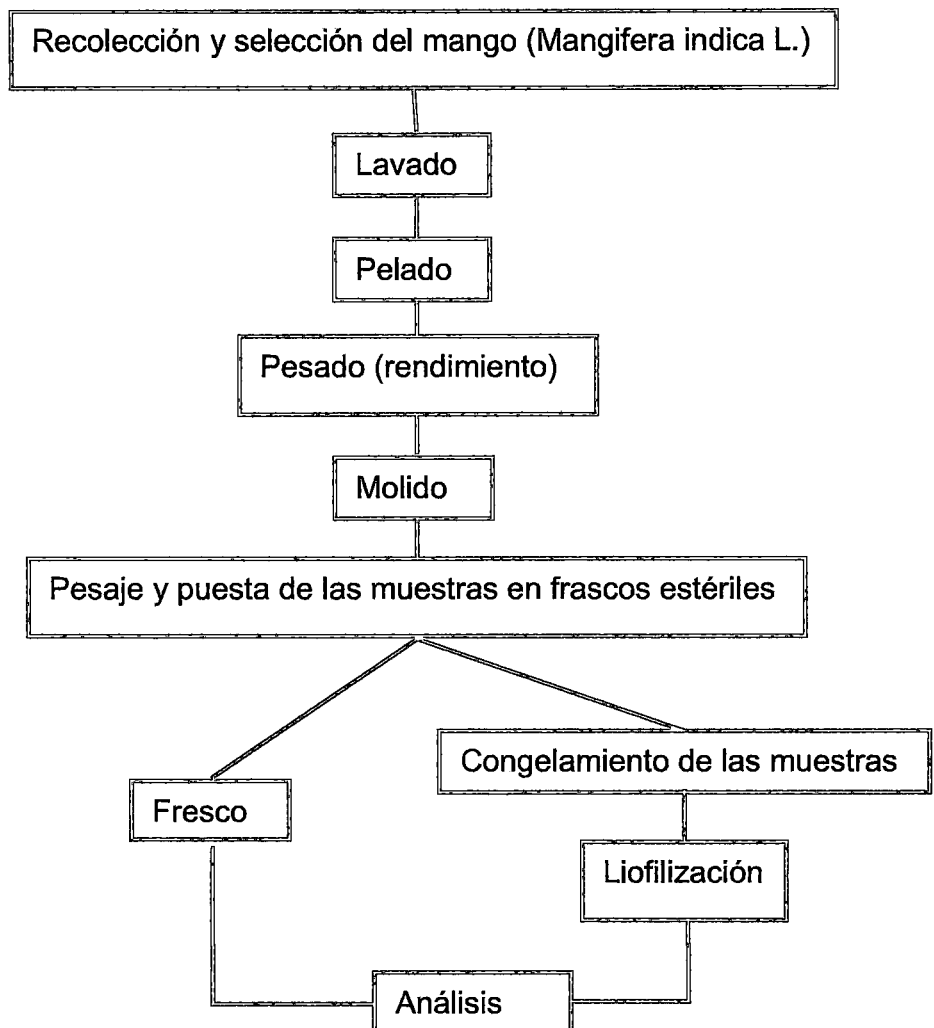 Recolección y selección del mango (Mangifera indica L.)
Lavado
Pelado
Pesado (rendimiento)
Molido
Pesaje y puesta de las muestras en frascos estériles
Congelamiento de las muestras
Fresco
Liofilización
Análisis